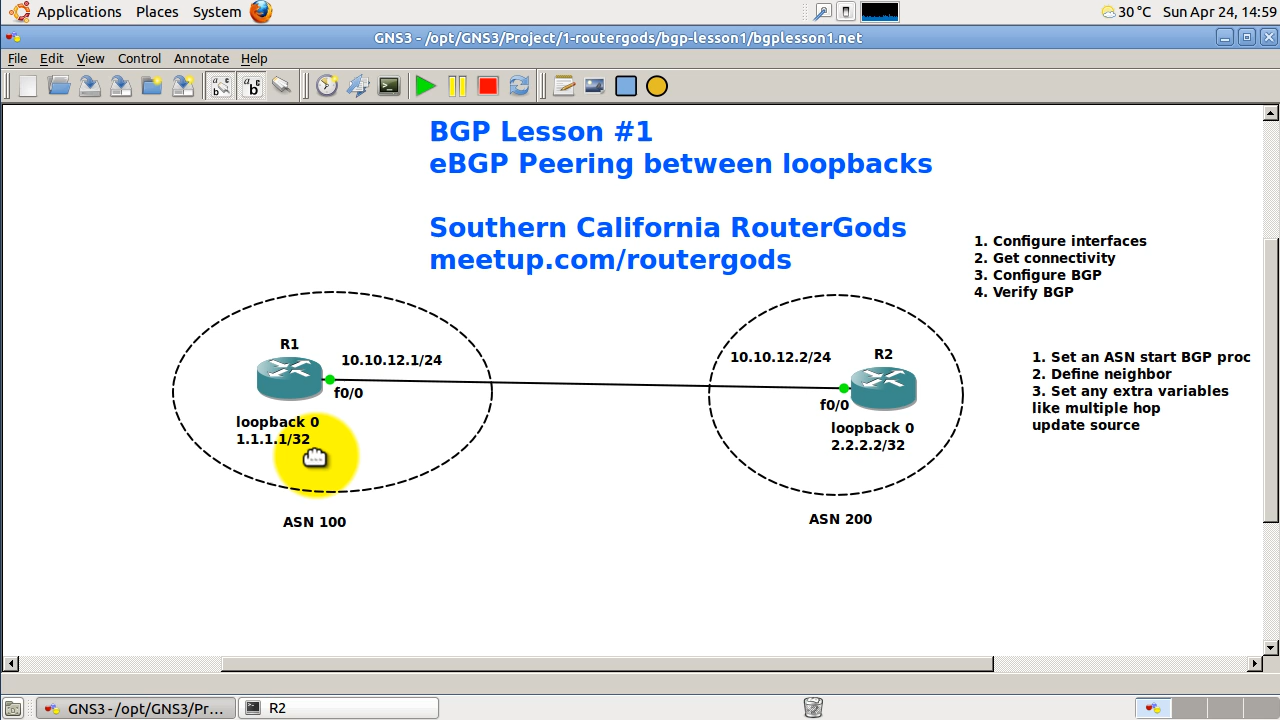 Applications Places System
30 °C Sun Apr 24, 14:59
GNS3 - /opt/GNS3/Project/1-routergods/bgp-lesson1/bgplesson1.net
File Edit View Control Annotate Help
BGP Lesson #1
eBGP Peering between loopbacks
Southern California RouterGods
meetup.com/routergods
1. Configure interfaces
2. Get connectivity
3. Configure BGP
4. Verify BGP
R1
10.10.12.1/24
f0/0
loopback 0
1.1.1.1/32
ASN 100
10.10.12.2/24
R2
f0/0
loopback 0
2.2.2.2/32
ASN 200
1. Set an ASN start BGP proc
2. Define neighbor
3. Set any extra variables
like multiple hop
update source
GNS3 - /opt/GNS3/Pr...
R2